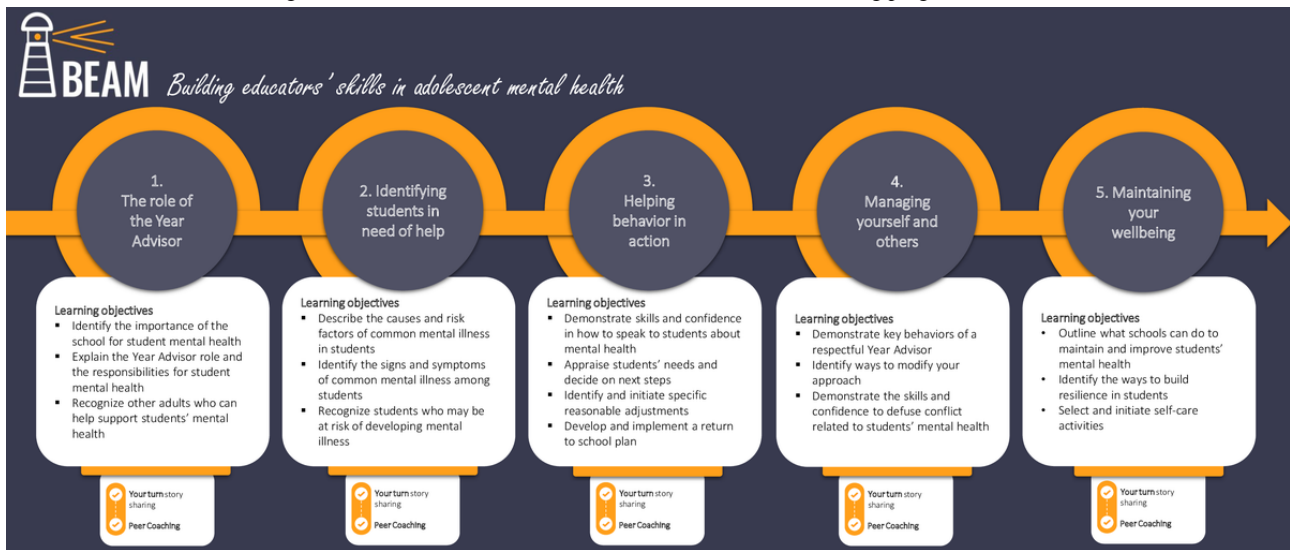 BEAM Building educators' skills in adolescent mental health
1.
The role of
the Year
Advisor
Learning objectives
▪ Identify the importance of the
school for student mental health
▪ Explain the Year Advisor role and
the responsibilities for student
mental health
▪ Recognize other adults who can
help support students' mental
health
Your turn story
sharing
Peer Coaching
2. Identifying
students in
need of help
Learning objectives
▪ Describe the causes and risk
factors of common mental illness
in students
▪ Identify the signs and symptoms
of common mental illness among
students
▪ Recognize students who may be
at risk of developing mental
illness
Your turn story
sharing
Peer Coaching
3.
Helping
behavior in
action
Learning objectives
▪ Demonstrate skills and confidence
in how to speak to students about
mental health
▪ Appraise students' needs and
decide on next steps
▪ Identify and initiate specific
reasonable adjustments
▪ Develop and implement a return
to school plan
Your turn story
sharing
Peer Coaching
4.
Managing
yourself and
others
Learning objectives
▪ Demonstrate key behaviors of a
respectful Year Advisor
▪ Identify ways to modify your
approach
▪ Demonstrate the skills and
confidence to defuse conflict
related to students' mental health
Your turn story
sharing
Peer Coaching
5. Maintaining
your
wellbeing
Learning objectives
• Outline what schools can do to
maintain and improve students'
mental health
• Identify the ways to build
resilience in students
• Select and initiate self-care
activities
Your turn story
sharing
Peer Coaching